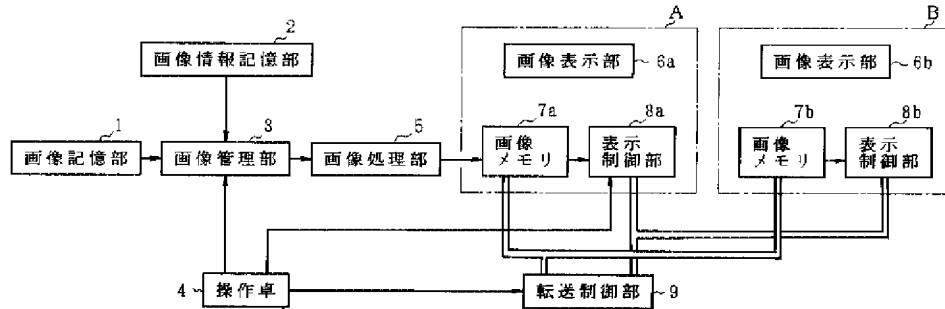 A
B
2
画像情報記憶部
画像表示部
6a
画像表示部
6b
1
3
5
7a
8a
7b
8b
画像記憶部
画像管理部
画像処理部
画像
メモリ
表示
制御部
画像
メモリ
表示
制御部
4
操作卓
転送制御部
9